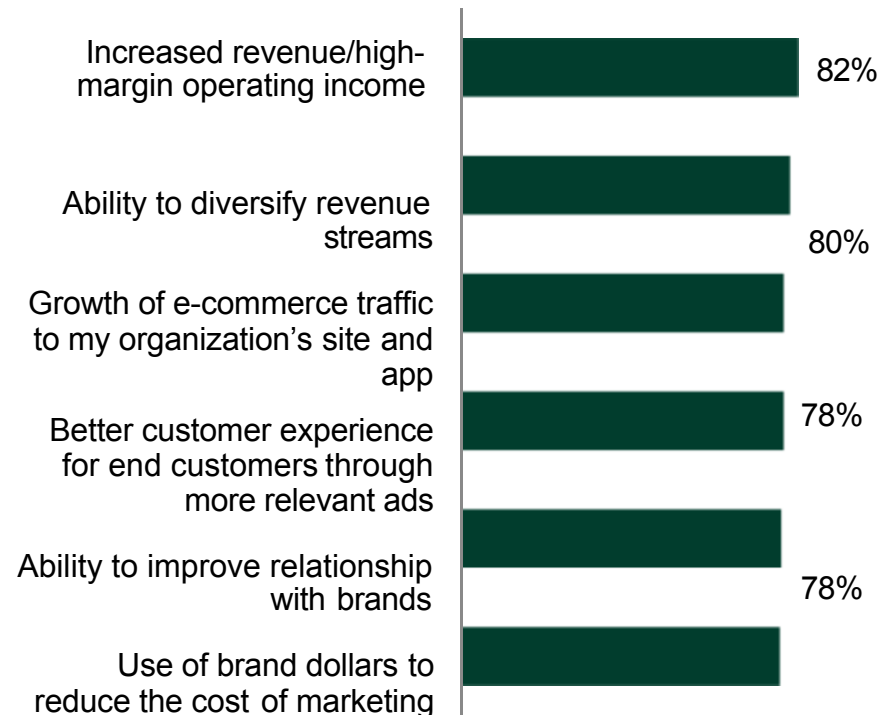 Increased revenue/high-
margin operating income
82%
Ability to diversify revenue
streams
80%
Growth of e-commerce traffic
to my organization’s site and
app
78%
Better customer experience
for end customers through
more relevant ads
Ability to improve relationship
with brands
78%
Use of brand dollars to
reduce the cost of marketing